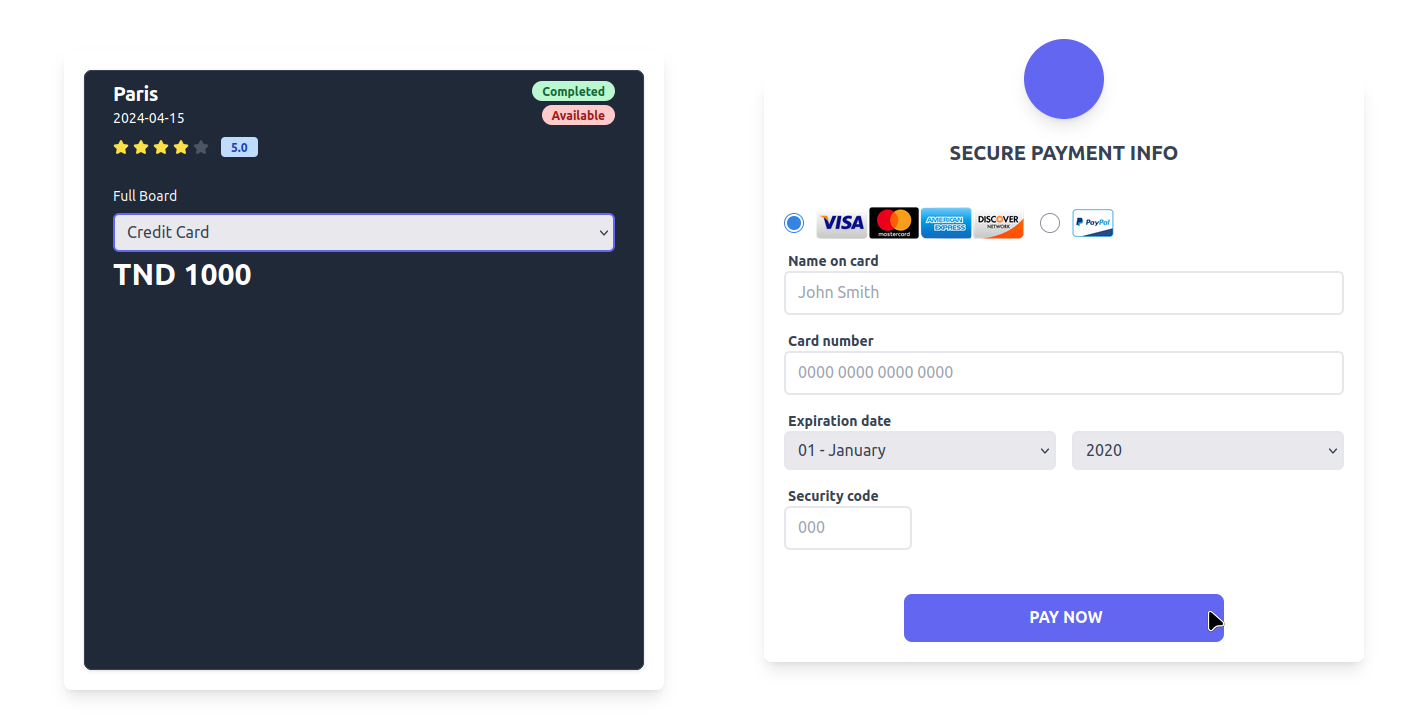 Paris
Completed
2024-04-15
Available
5.0
Full Board
Credit Card
TND 1000
SECURE PAYMENT INFO
VISA mastercard AMERICAN EXPRESS DISCOVER NETWORK PayPal
Name on card
John Smith
Card number
0000 0000 0000 0000
Expiration date
01 - January 2020
Security code
000
PAY NOW